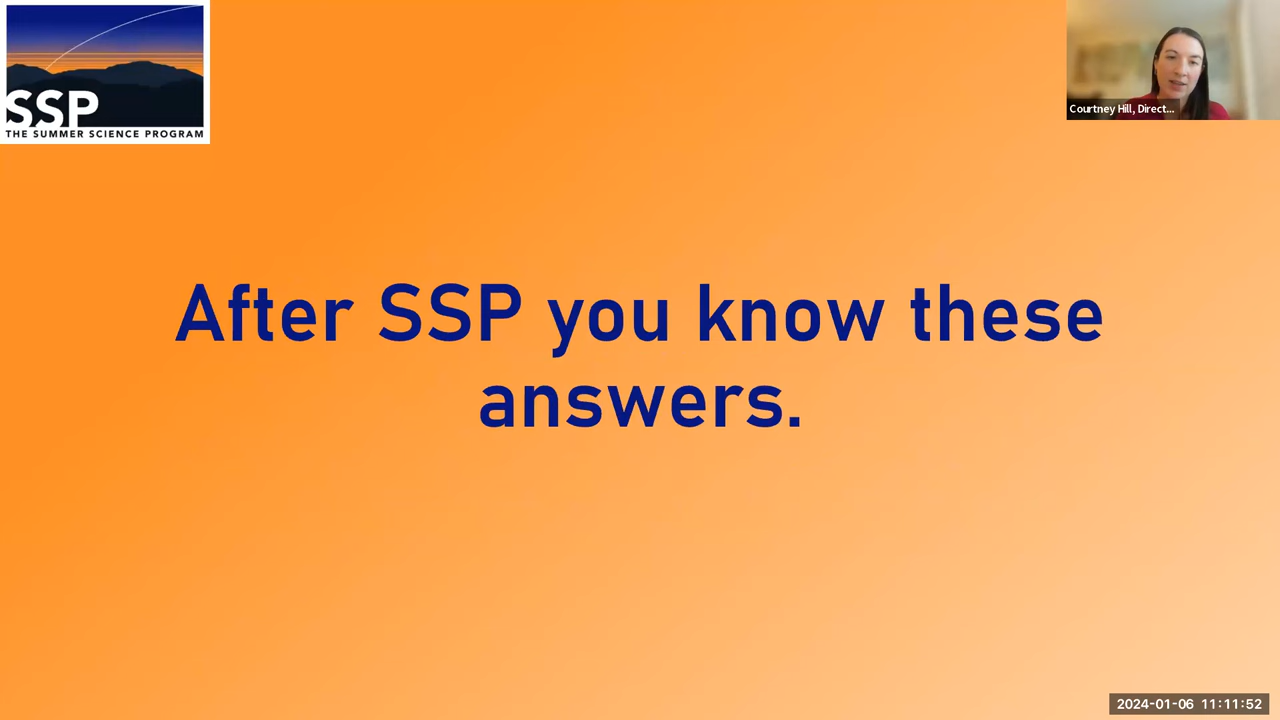 SSP
THE SUMMER SCIENCE PROGRAM
Courtney Hill, Direct...
After SSP you know these
answers.
2024-01-06 11:11:52